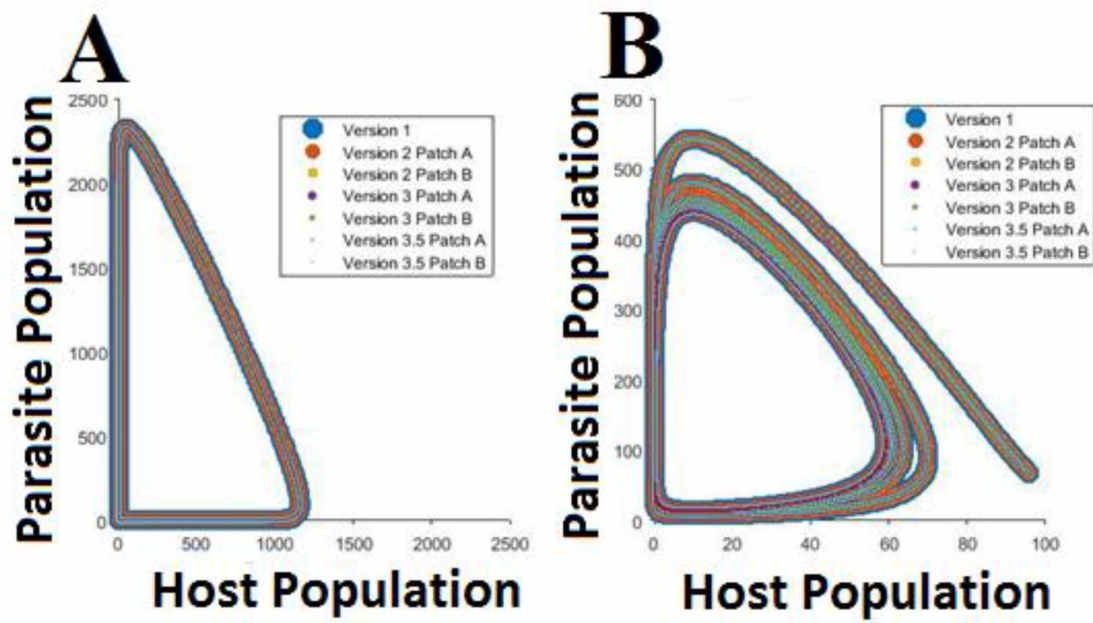 A
B
Parasite Population
2500
2000
1500
1000
500
0
0 500 1000 1500 2000 2500
Host Population
Version 1
Version 2 Patch A
Version 2 Patch B
Version 3 Patch A
Version 3 Patch B
Version 3.5 Patch A
Version 3.5 Patch B
Parasite Population
600
500
400
300
200
100
0
0 20 40 60 80 100
Host Population
Version 1
Version 2 Patch A
Version 2 Patch B
Version 3 Patch A
Version 3 Patch B
Version 3.5 Patch A
Version 3.5 Patch B